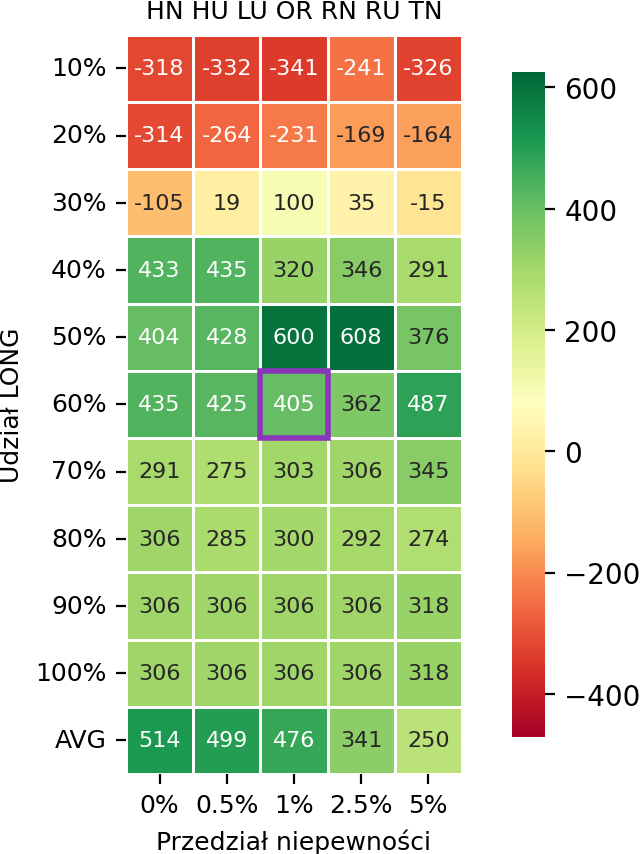 HN HU LU OR RN RU TN
10% -318 -332 -341 -241 -326
20% -314 -264 -231 -169 -164
30% -105 19 100 35 -15
40% 433 435 320 346 291
50% 404 428 600 608 376
60% 435 425 405 362 487
70% 291 275 303 306 345
80% 306 285 300 292 274
90% 306 306 306 306 318
100% 306 306 306 306 318
AVG 514 499 476 341 250
0% 0.5% 1% 2.5% 5%
Przedział niepewności
Udział LONG
600
400
200
0
−200
−400